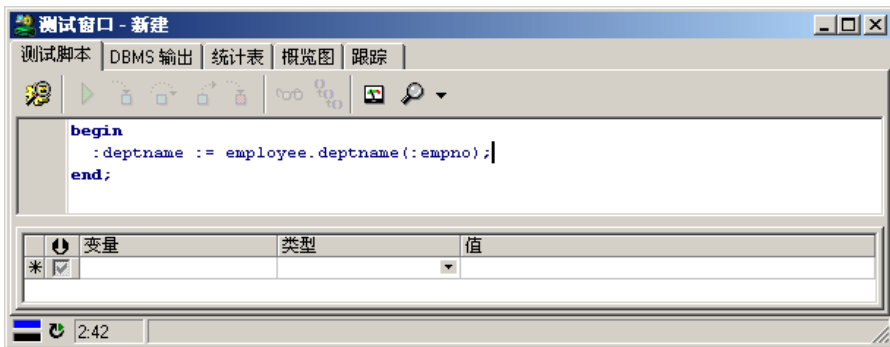 测试窗口 - 新建
测试脚本 DBMS 输出 统计表 概览图 跟踪
begin
:deptname := employee.deptname(:empno);
end;
变量 类型 值
2:42